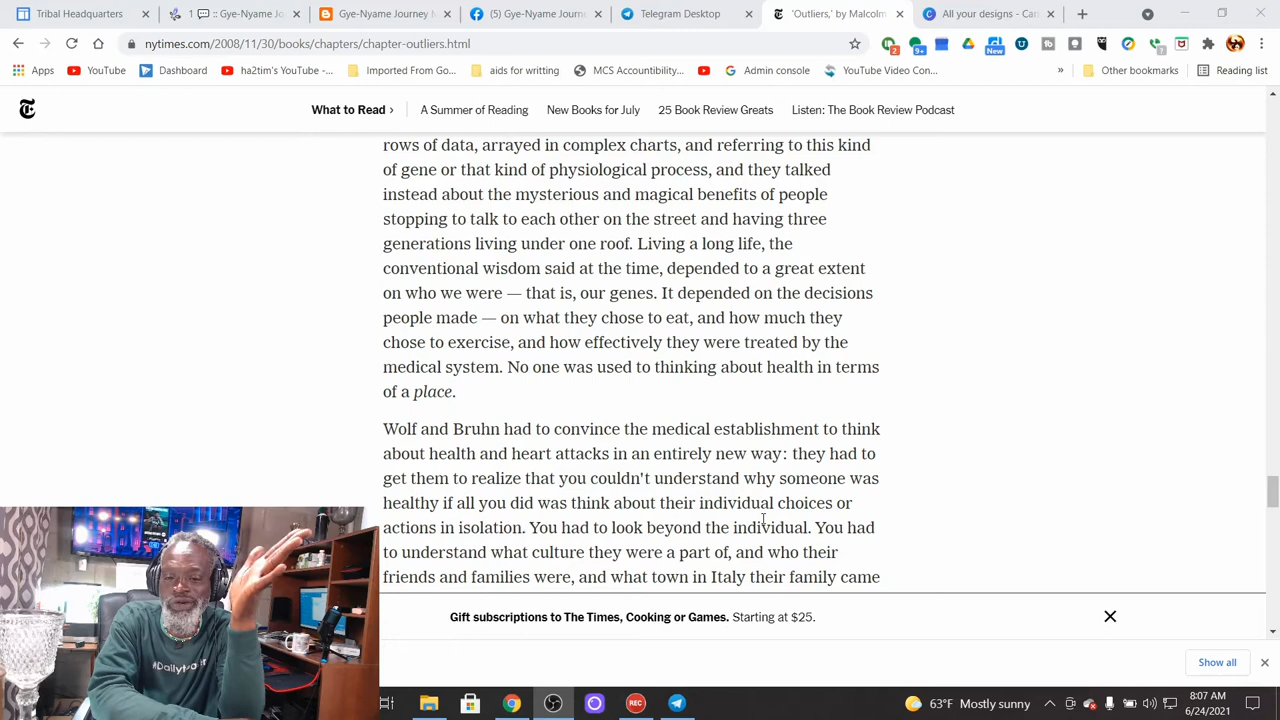 Tribal Headquarters
1 💬 :: Gye-Nyame Jo
Gye-Nyame Journey N
(5) Gye-Nyame Journ
Telegram Desktop
'Outliers,' by Malcolm
All your designs - Can
nytimes.com/2008/11/30/books/chapters/chapter-outliers.html
2
9+
New
Apps
YouTube
Dashboard
ha2tim's YouTube -...
Imported From Go...
aids for writting
MCS Accountibility...
Admin console
YouTube Video Con...
»
Other bookmarks
Reading list
What to Read ›
A Summer of Reading
New Books for July
25 Book Review Greats
Listen: The Book Review Podcast
rows of data, arrayed in complex charts, and referring to this kind
of gene or that kind of physiological process, and they talked
instead about the mysterious and magical benefits of people
stopping to talk to each other on the street and having three
generations living under one roof. Living a long life, the
conventional wisdom said at the time, depended to a great extent
on who we were — that is, our genes. It depended on the decisions
people made — on what they chose to eat, and how much they
chose to exercise, and how effectively they were treated by the
medical system. No one was used to thinking about health in terms
of a place.
Wolf and Bruhn had to convince the medical establishment to think
about health and heart attacks in an entirely new way: they had to
get them to realize that you couldn't understand why someone was
healthy if all you did was think about their individual choices or
actions in isolation. You had to look beyond the individual. You had
to understand what culture they were a part of, and who their
friends and families were, and what town in Italy their family came
Gift subscriptions to The Times, Cooking or Games. Starting at $25.
Show all
REC
63°F Mostly sunny
8:07 AM
6/24/2021